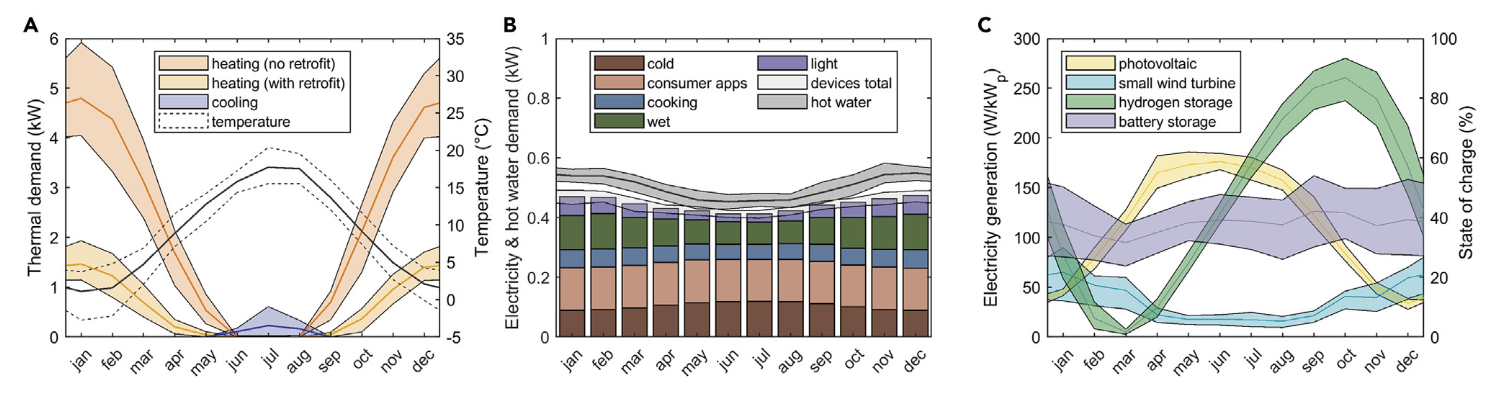 A
Thermal demand (kW)
6
5
4
3
2
1
0
heating (no retrofit)
heating (with retrofit)
cooling
temperature
35
30
25
20
15
10
5
0
-5
Temperature (°C)
jan feb mar apr may jun jul aug sep oct nov dec
B
Electricity & hot water demand (kW)
1
0.8
0.6
0.4
0.2
0
cold
consumer apps
cooking
wet
light
devices total
hot water
jan feb mar apr may jun jul aug sep oct nov dec
C
Electricity generation (W/kWp)
300
250
200
150
100
50
0
photovoltaic
small wind turbine
hydrogen storage
battery storage
100
80
60
40
20
0
State of charge (%)
jan feb mar apr may jun jul aug sep oct nov dec